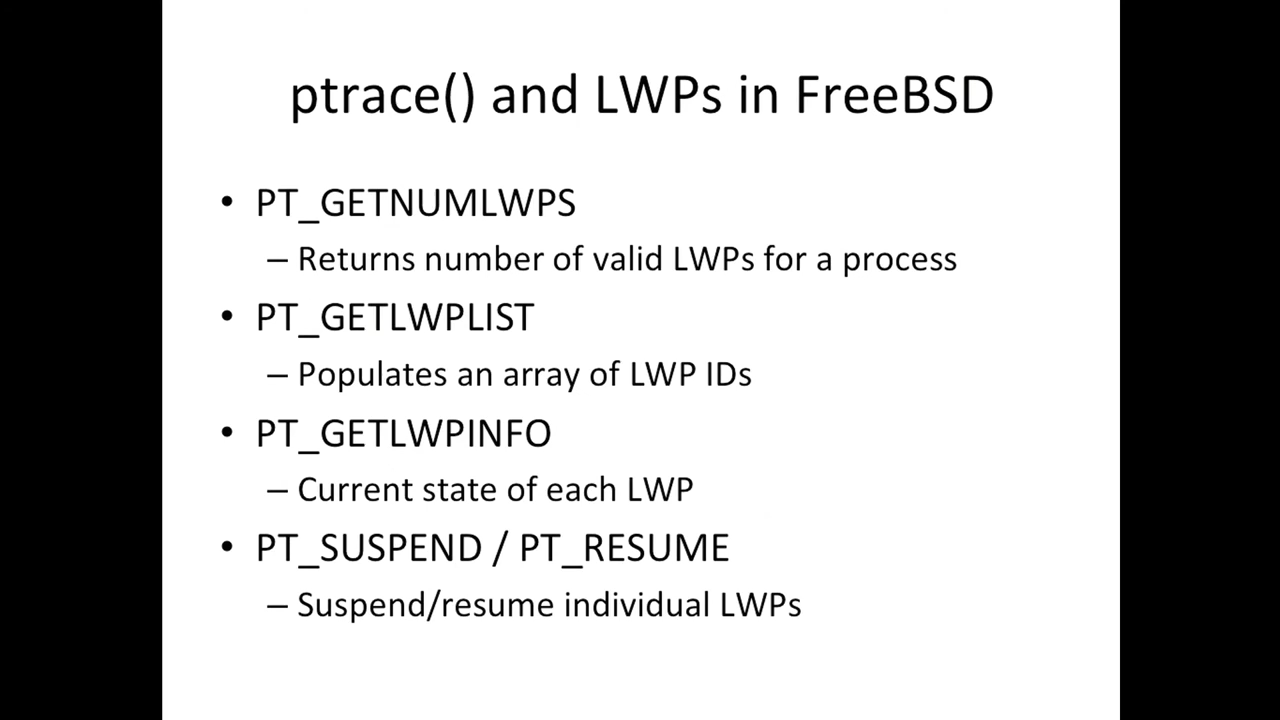 ptrace() and LWPs in FreeBSD
• PT_GETNUMLWPS
– Returns number of valid LWPs for a process
• PT_GETLWPLIST
– Populates an array of LWP IDs
• PT_GETLWPINFO
– Current state of each LWP
• PT_SUSPEND / PT_RESUME
– Suspend/resume individual LWPs